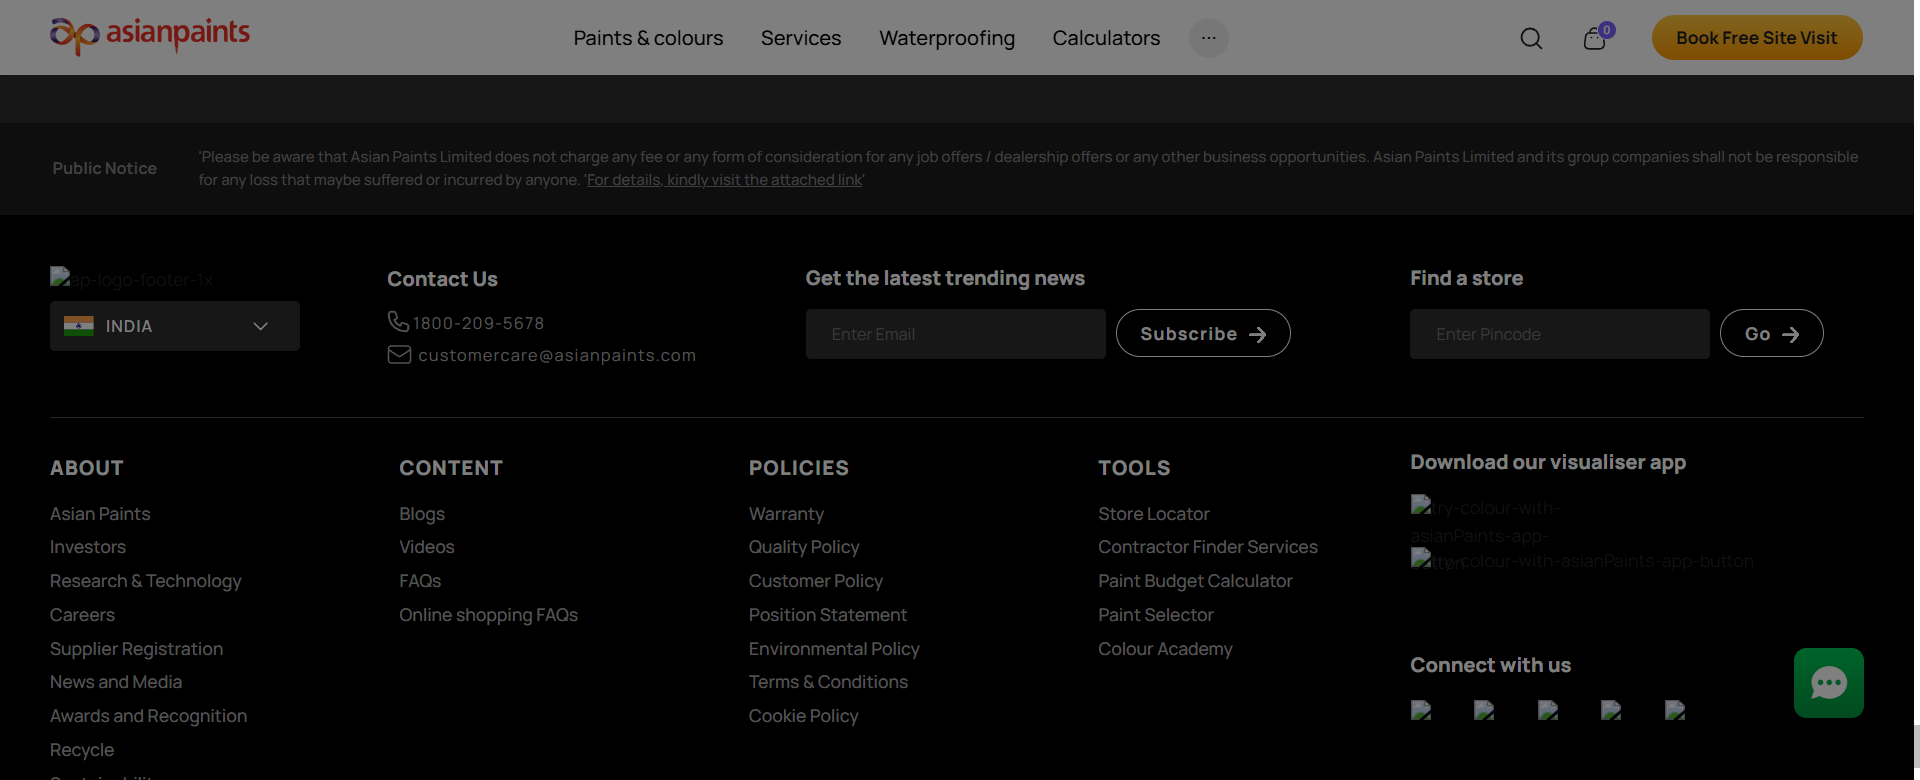 asianpaints
Paints & colours
Services
Waterproofing
Calculators
0
Book Free Site Visit
Public Notice
'Please be aware that Asian Paints Limited does not charge any fee or any form of consideration for any job offers / dealership offers or any other business opportunities. Asian Paints Limited and its group companies shall not be responsible
for any loss that maybe suffered or incurred by anyone. 'For details, kindly visit the attached link'
ap-logo-footer-1x
INDIA
Contact Us
1800-209-5678
customercare@asianpaints.com
Get the latest trending news
Enter Email
Subscribe
Find a store
Enter Pincode
Go
ABOUT
Asian Paints
Investors
Research & Technology
Careers
Supplier Registration
News and Media
Awards and Recognition
Recycle
CONTENT
Blogs
Videos
FAQs
Online shopping FAQs
POLICIES
Warranty
Quality Policy
Customer Policy
Position Statement
Environmental Policy
Terms & Conditions
Cookie Policy
TOOLS
Store Locator
Contractor Finder Services
Paint Budget Calculator
Paint Selector
Colour Academy
Download our visualiser app
try-colour-with-
asianPaints-app-
colour-with-asianPaints-app-button
Connect with us